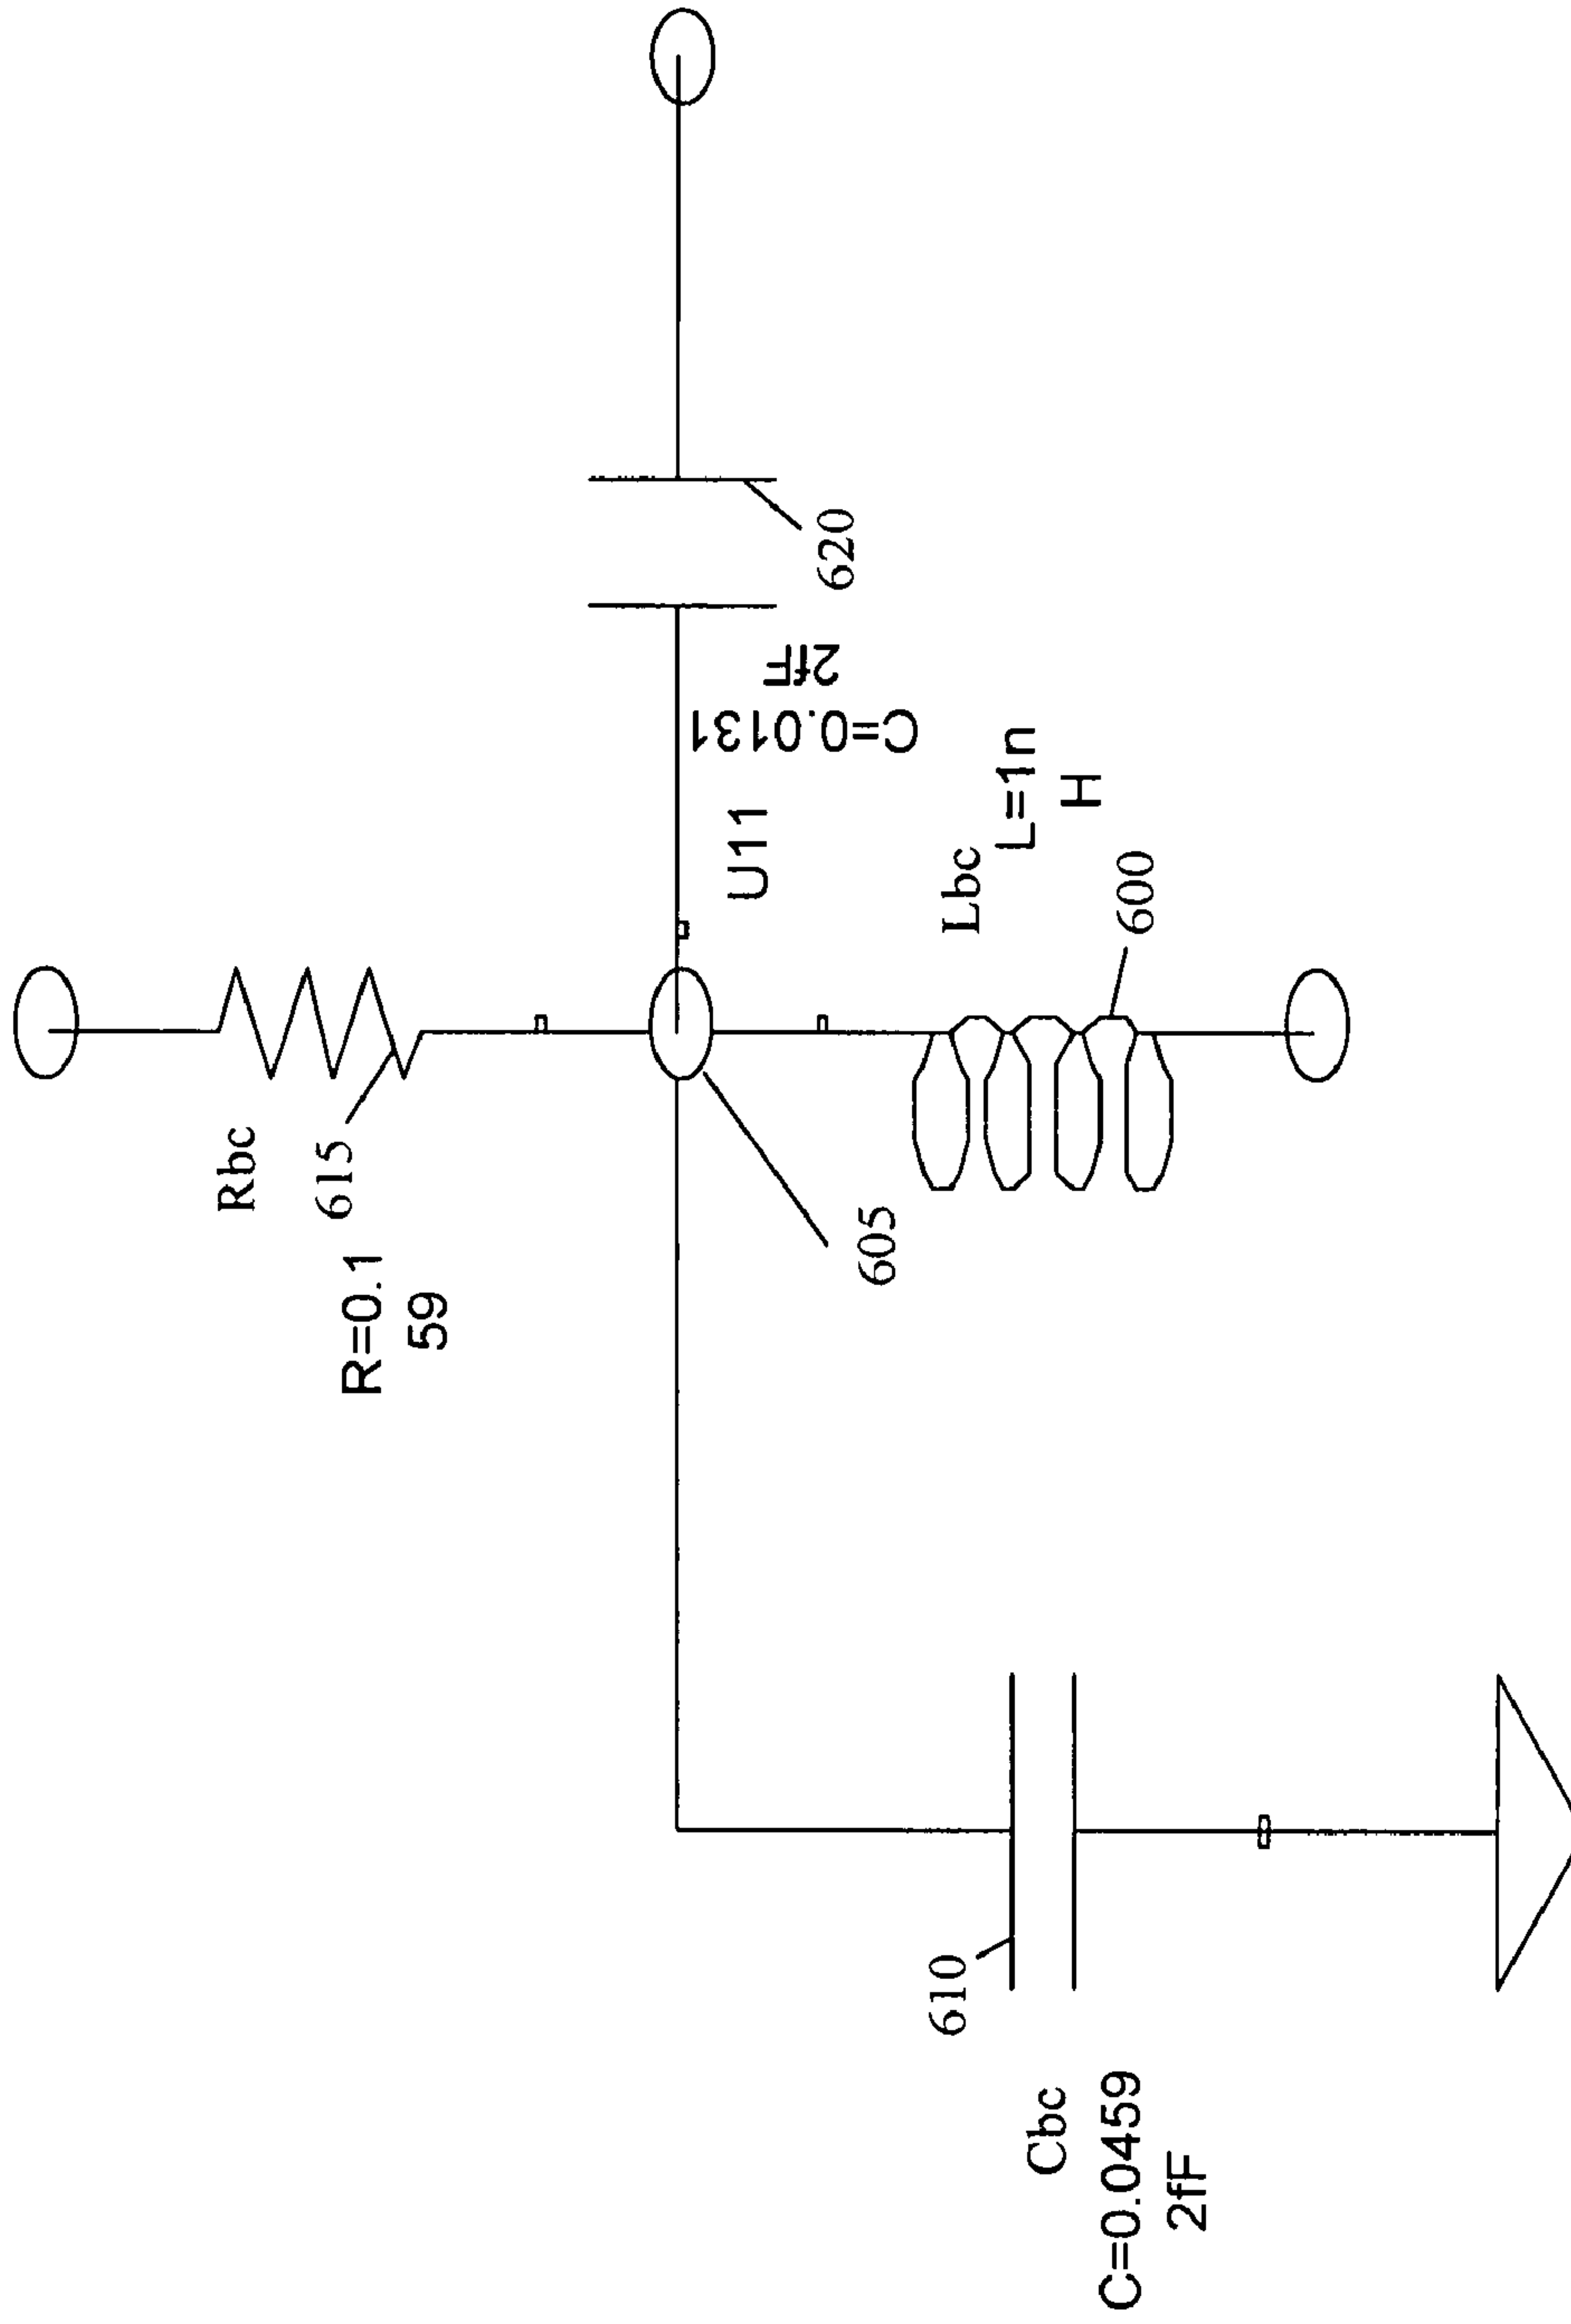 Rbc
615
R=0.1
59
620
C=0.0131
2fF
U11
Lbc
L=1n
H
600
605
610
Cbc
C=0.0459
2fF